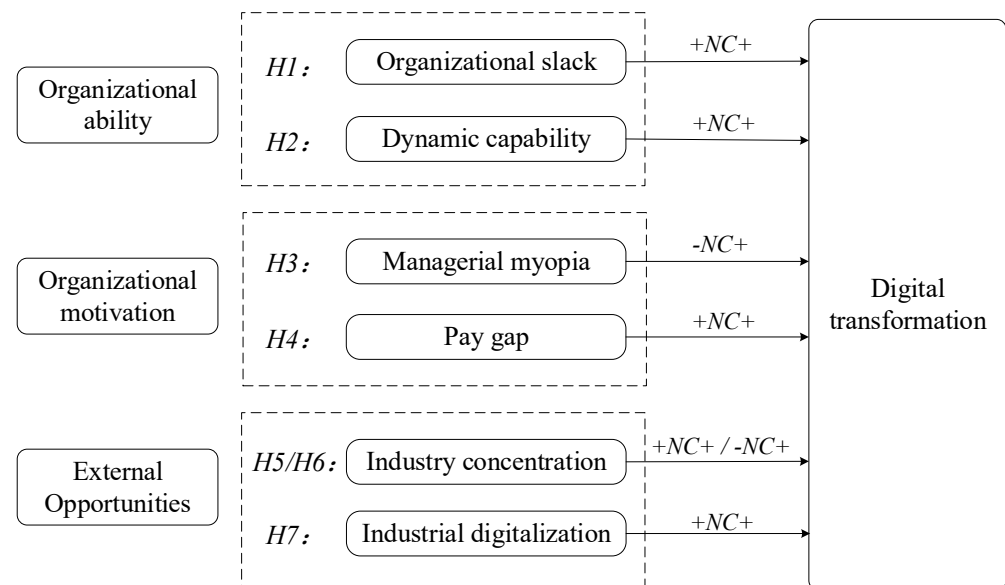 Organizational
ability
H1： Organizational slack +NC+
H2： Dynamic capability +NC+
Organizational
motivation
H3： Managerial myopia -NC+
H4： Pay gap +NC+
Digital
transformation
External
Opportunities
H5/H6： Industry concentration +NC+ / -NC+
H7： Industrial digitalization +NC+